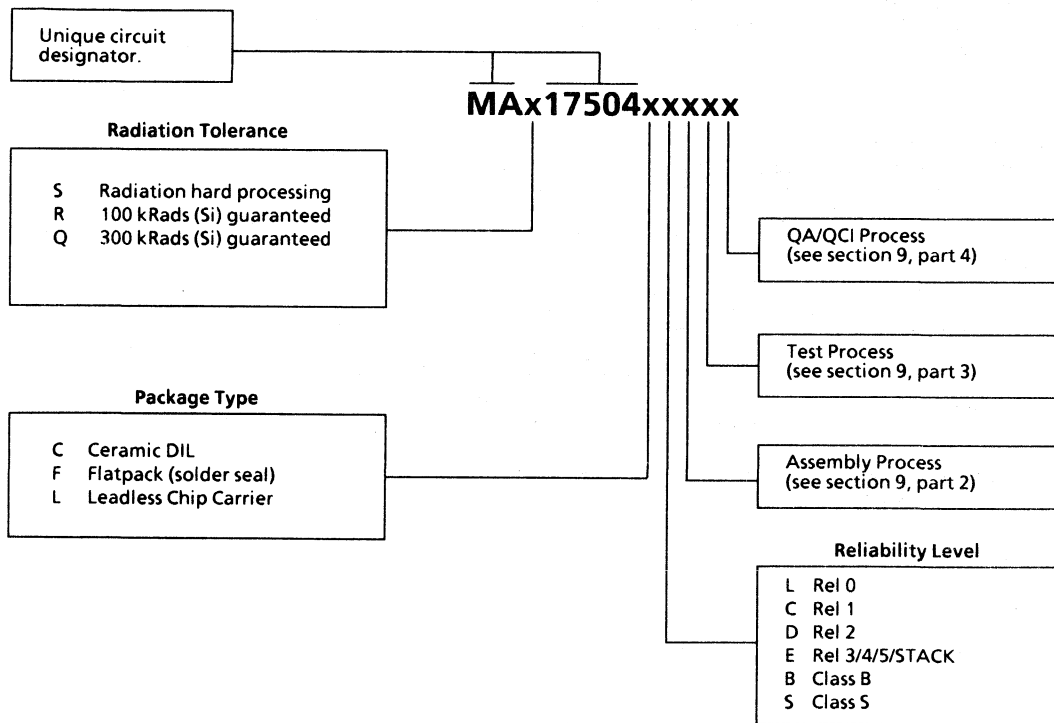 Unique circuit
designator.
MAx17504xxxxx
Radiation Tolerance
S Radiation hard processing
R 100 kRads (Si) guaranteed
Q 300 kRads (Si) guaranteed
QA/QCI Process
(see section 9, part 4)
Test Process
(see section 9, part 3)
Package Type
C Ceramic DIL
F Flatpack (solder seal)
L Leadless Chip Carrier
Assembly Process
(see section 9, part 2)
Reliability Level
L Rel 0
C Rel 1
D Rel 2
E Rel 3/4/5/STACK
B Class B
S Class S